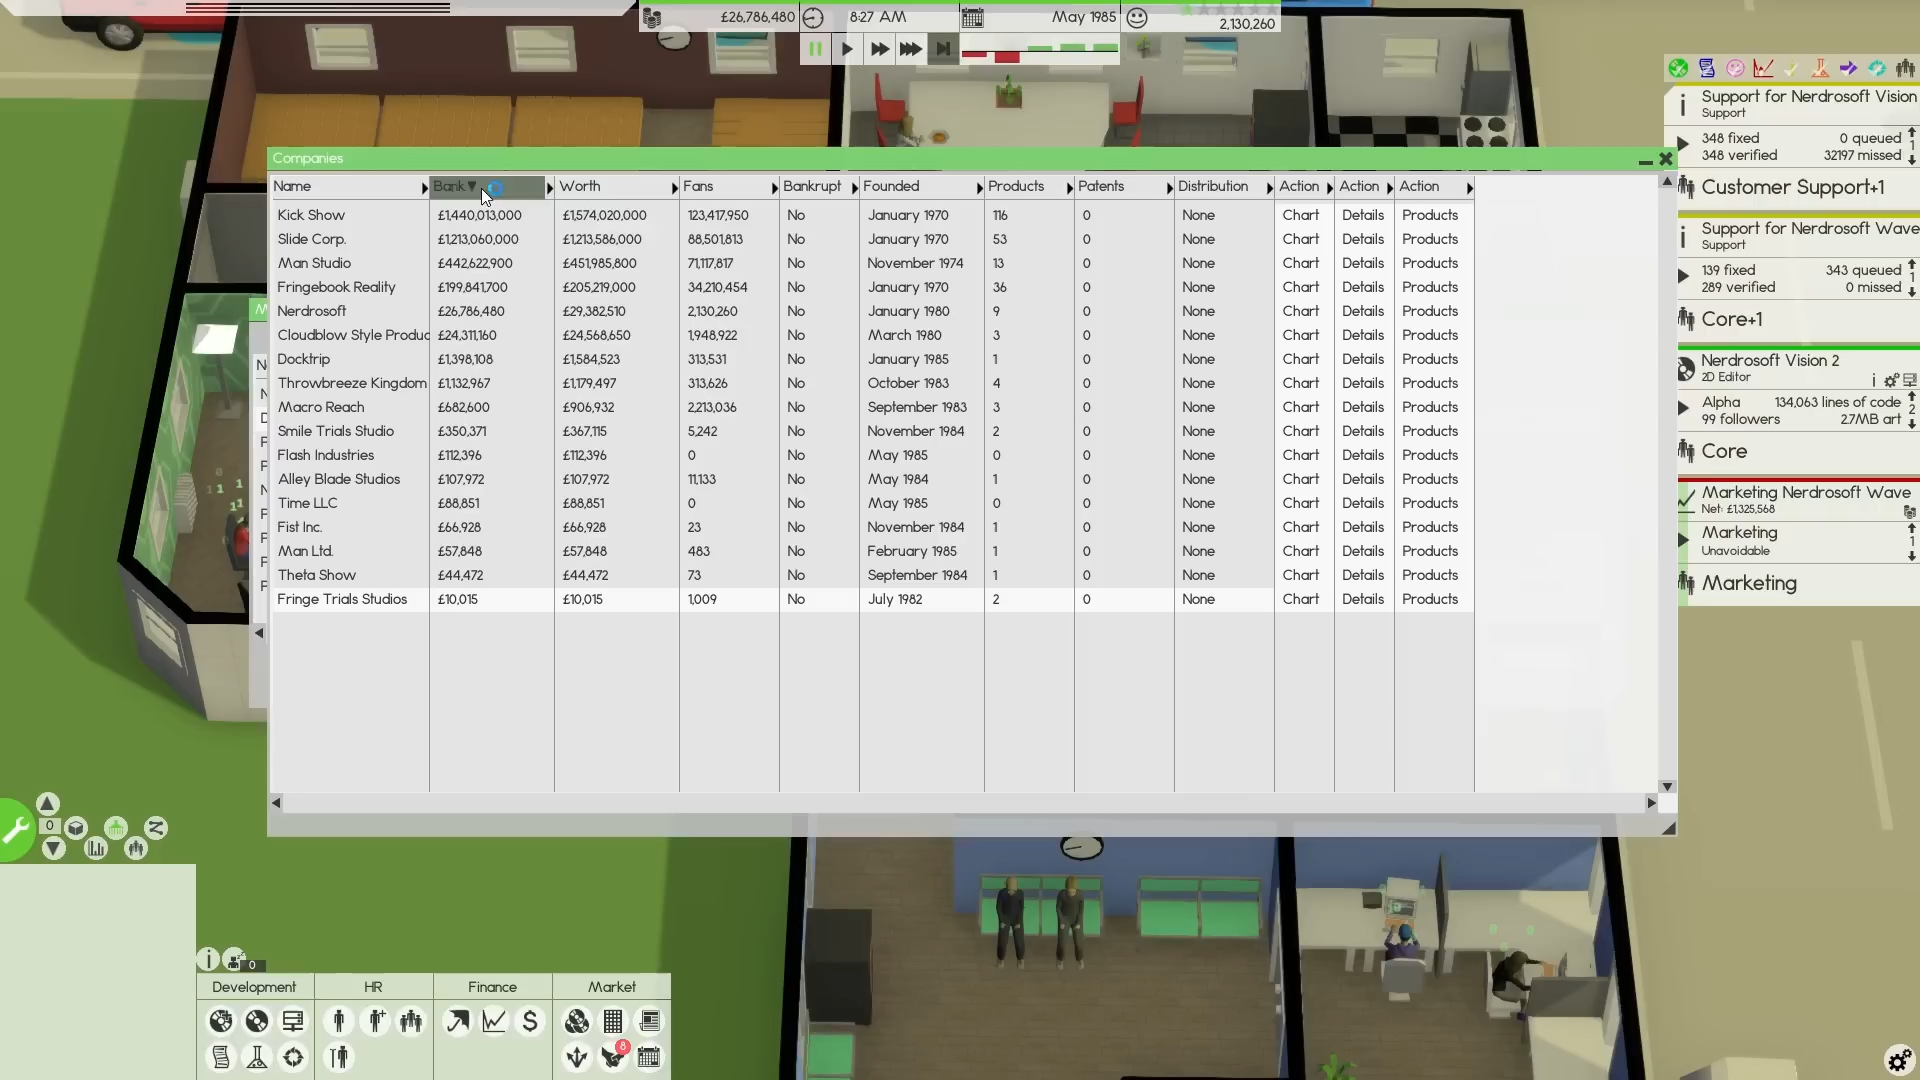 £26,786,480
8:27 AM
May 1985
2,130,260
Companies
Name Bank▼ Worth Fans Bankrupt Founded Products Patents Distribution Action Action Action
Kick Show £1,440,013,000 £1,574,020,000 123,417,950 No January 1970 116 0 None Chart Details Products
Slide Corp. £1,213,060,000 £1,213,586,000 88,501,813 No January 1970 53 0 None Chart Details Products
Man Studio £442,622,900 £451,985,800 71,117,817 No November 1974 13 0 None Chart Details Products
Fringebook Reality £199,841,700 £205,219,000 34,210,454 No January 1970 36 0 None Chart Details Products
Nerdrosoft £26,786,480 £29,382,510 2,130,260 No January 1980 9 0 None Chart Details Products
Cloudblow Style Produc £24,311,160 £24,568,650 1,948,922 No March 1980 3 0 None Chart Details Products
Docktrip £1,398,108 £1,584,523 313,531 No January 1985 1 0 None Chart Details Products
Throwbreeze Kingdom £1,132,967 £1,179,497 313,626 No October 1983 4 0 None Chart Details Products
Macro Reach £682,600 £906,932 2,213,036 No September 1983 3 0 None Chart Details Products
Smile Trials Studio £350,371 £367,115 5,242 No November 1984 2 0 None Chart Details Products
Flash Industries £112,396 £112,396 0 No May 1985 0 0 None Chart Details Products
Alley Blade Studios £107,972 £107,972 11,133 No May 1984 1 0 None Chart Details Products
Time LLC £88,851 £88,851 0 No May 1985 0 0 None Chart Details Products
Fist Inc. £66,928 £66,928 23 No November 1984 1 0 None Chart Details Products
Man Ltd. £57,848 £57,848 483 No February 1985 1 0 None Chart Details Products
Theta Show £44,472 £44,472 73 No September 1984 1 0 None Chart Details Products
Fringe Trials Studios £10,015 £10,015 1,009 No July 1982 2 0 None Chart Details Products
Support for Nerdrosoft Vision
Support
348 fixed 0 queued
348 verified 32197 missed
1
Customer Support+1
Support for Nerdrosoft Wave
Support
139 fixed 343 queued
289 verified 0 missed
1
Core+1
Nerdrosoft Vision 2
2D Editor
Alpha 134,063 lines of code
99 followers 2.7MB art
2
Core
Marketing Nerdrosoft Wave
Net: £1,325,568
Marketing
Unavoidable
1
Marketing
0
0
Development HR Finance Market
8